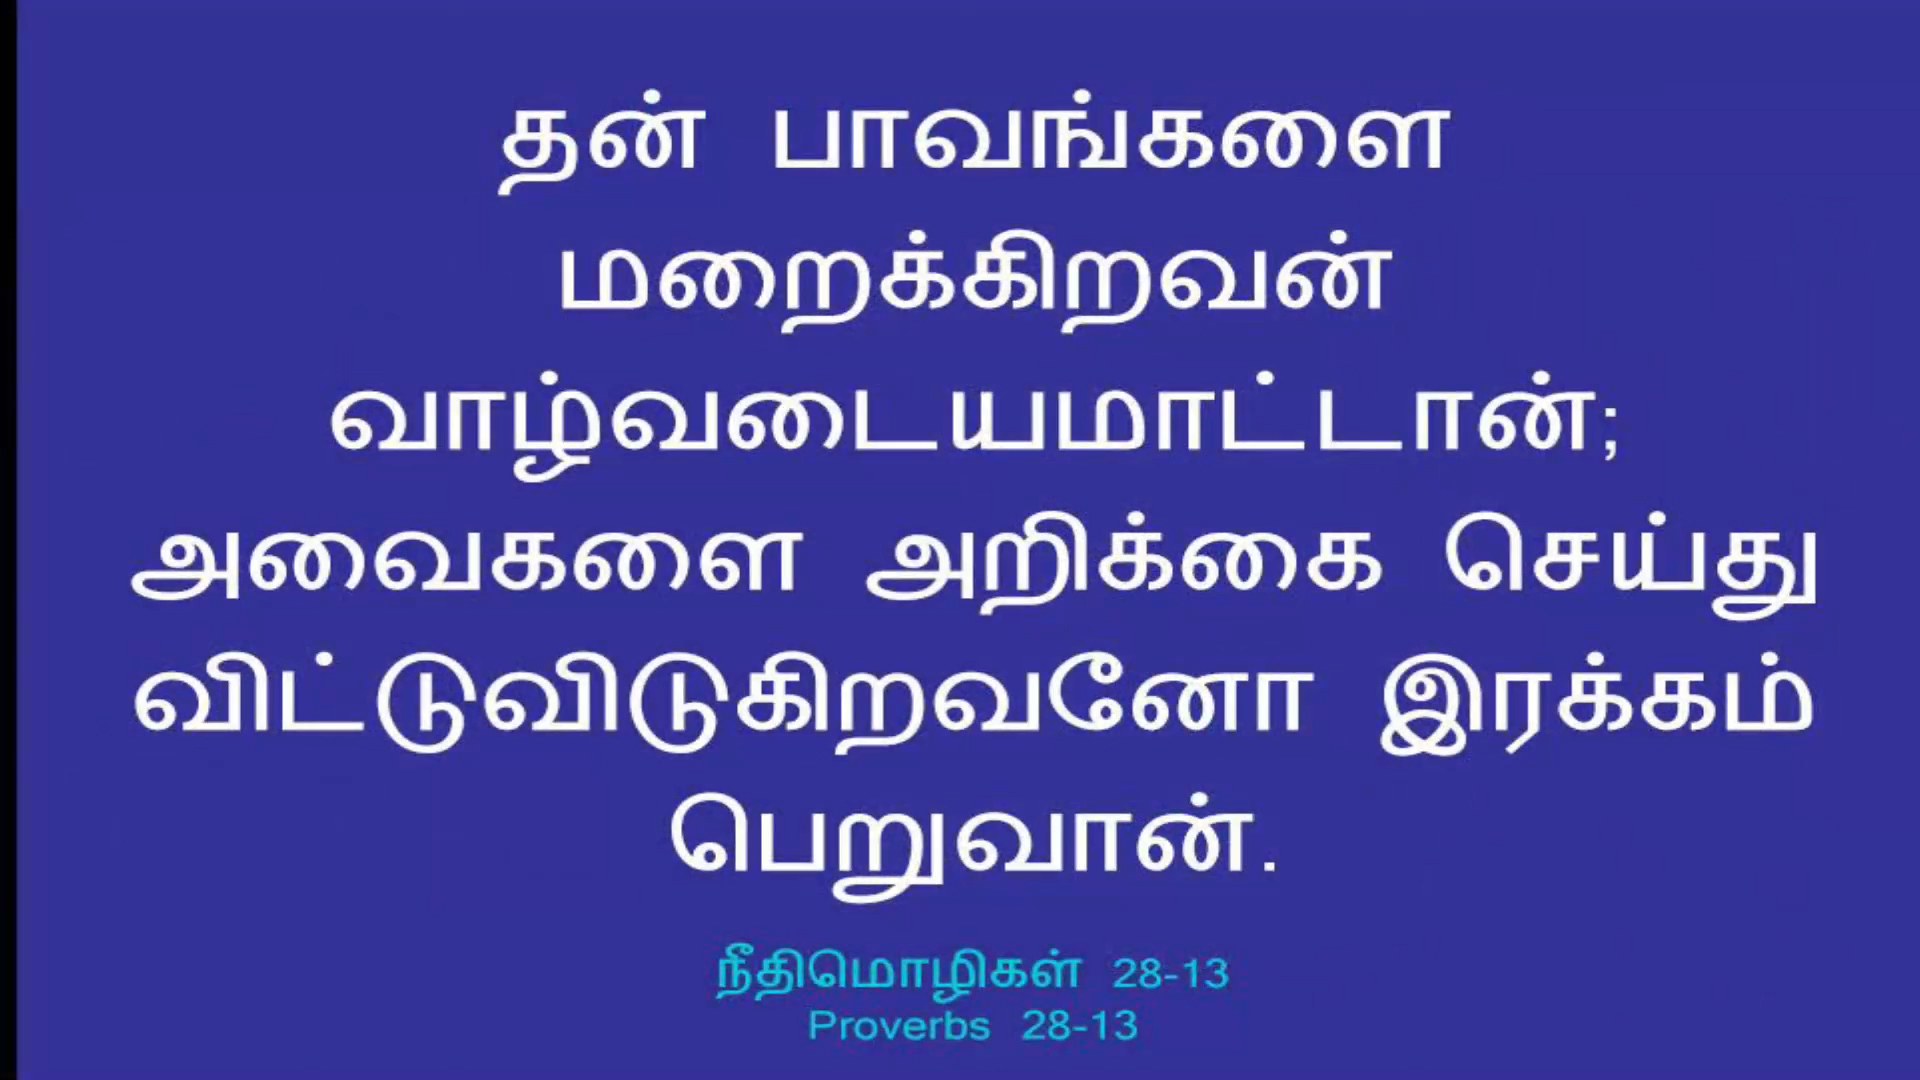 தன் பாவங்களை
மறைக்கிறவன்
வாழ்வடையமாட்டான்;
அவைகளை அறிக்கை செய்து
விட்டுவிடுகிறவனோ இரக்கம்
பெறுவான்.
நீதிமொழிகள் 28-13
Proverbs 28-13